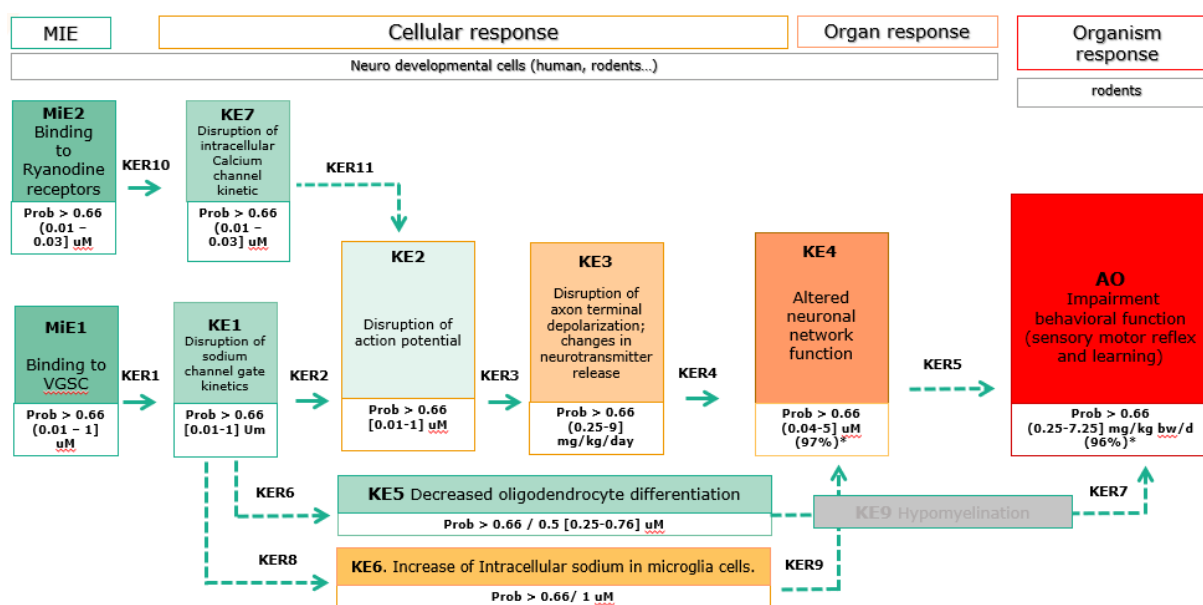 MIE
Cellular response
Organ response
Organism
response
Neuro developmental cells (human, rodents...)
rodents
MiE2
Binding
to
Ryanodine
receptors
Prob > 0.66
(0.01 –
0.03] uM
KER10
KE7
Disruption of
intracellular
Calcium
channel
kinetic
Prob > 0.66
(0.01 –
0.03] uM
KER11
MiE1
Binding to
VGSC
Prob > 0.66
(0.01 – 1]
uM
KER1
KE1
Disruption of
sodium
channel gate
kinetics
Prob > 0.66
[0.01-1] Um
KER2
KE2
Disruption of
action potential
Prob > 0.66
[0.01-1] uM
KER3
KE3
Disruption of
axon terminal
depolarization;
changes in
neurotransmitter
release
Prob > 0.66
(0.25-9]
mg/kg/day
KER4
KE4
Altered
neuronal
network
function
Prob > 0.66
(0.04-5] uM
(97%)*
KER5
AO
Impairment
behavioral function
(sensory motor reflex
and learning)
Prob > 0.66
(0.25-7.25] mg/kg bw/d
(96%)*
KER6
KE5 Decreased oligodendrocyte differentiation
Prob > 0.66 / 0.5 [0.25-0.76] uM
KE9 Hypomyelination
KER7
KER8
KE6. Increase of Intracellular sodium in microglia cells.
Prob > 0.66/ 1 uM
KER9